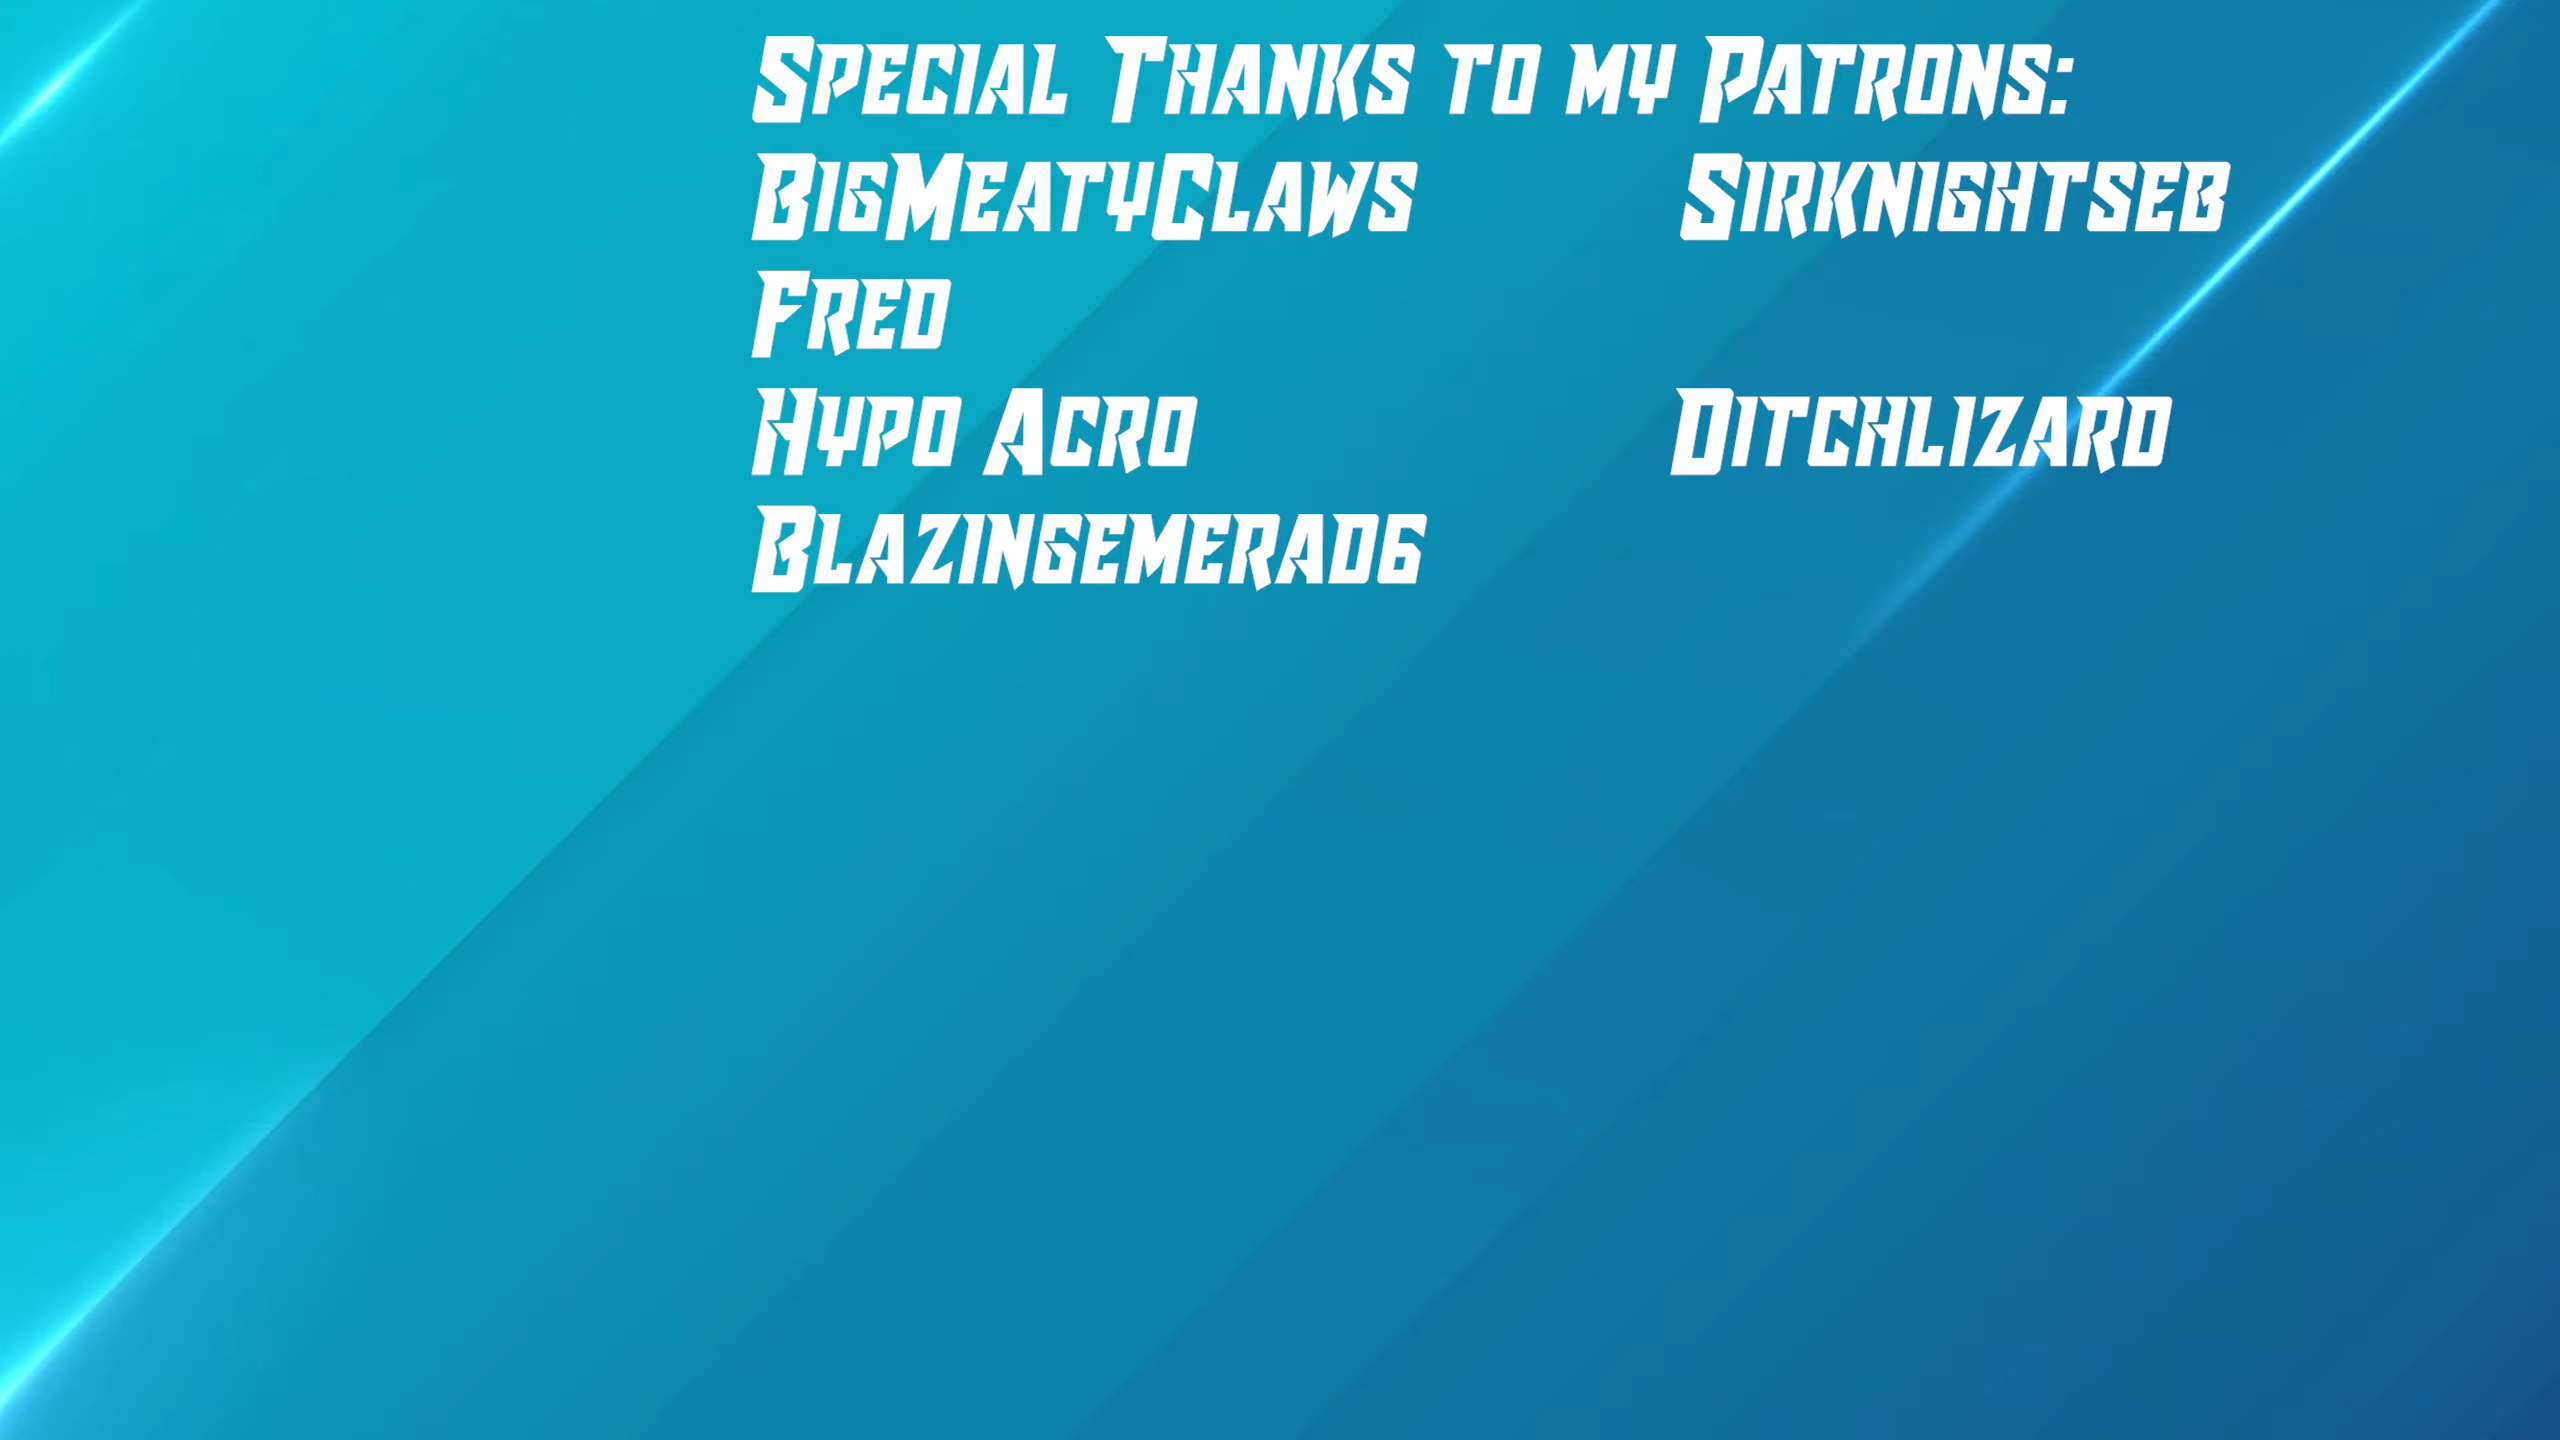 Special Thanks to my Patrons:
BigMeatyClaws Sirknightseb
Fred
Hypo Acro Ditchlizard
Blazingemerad6